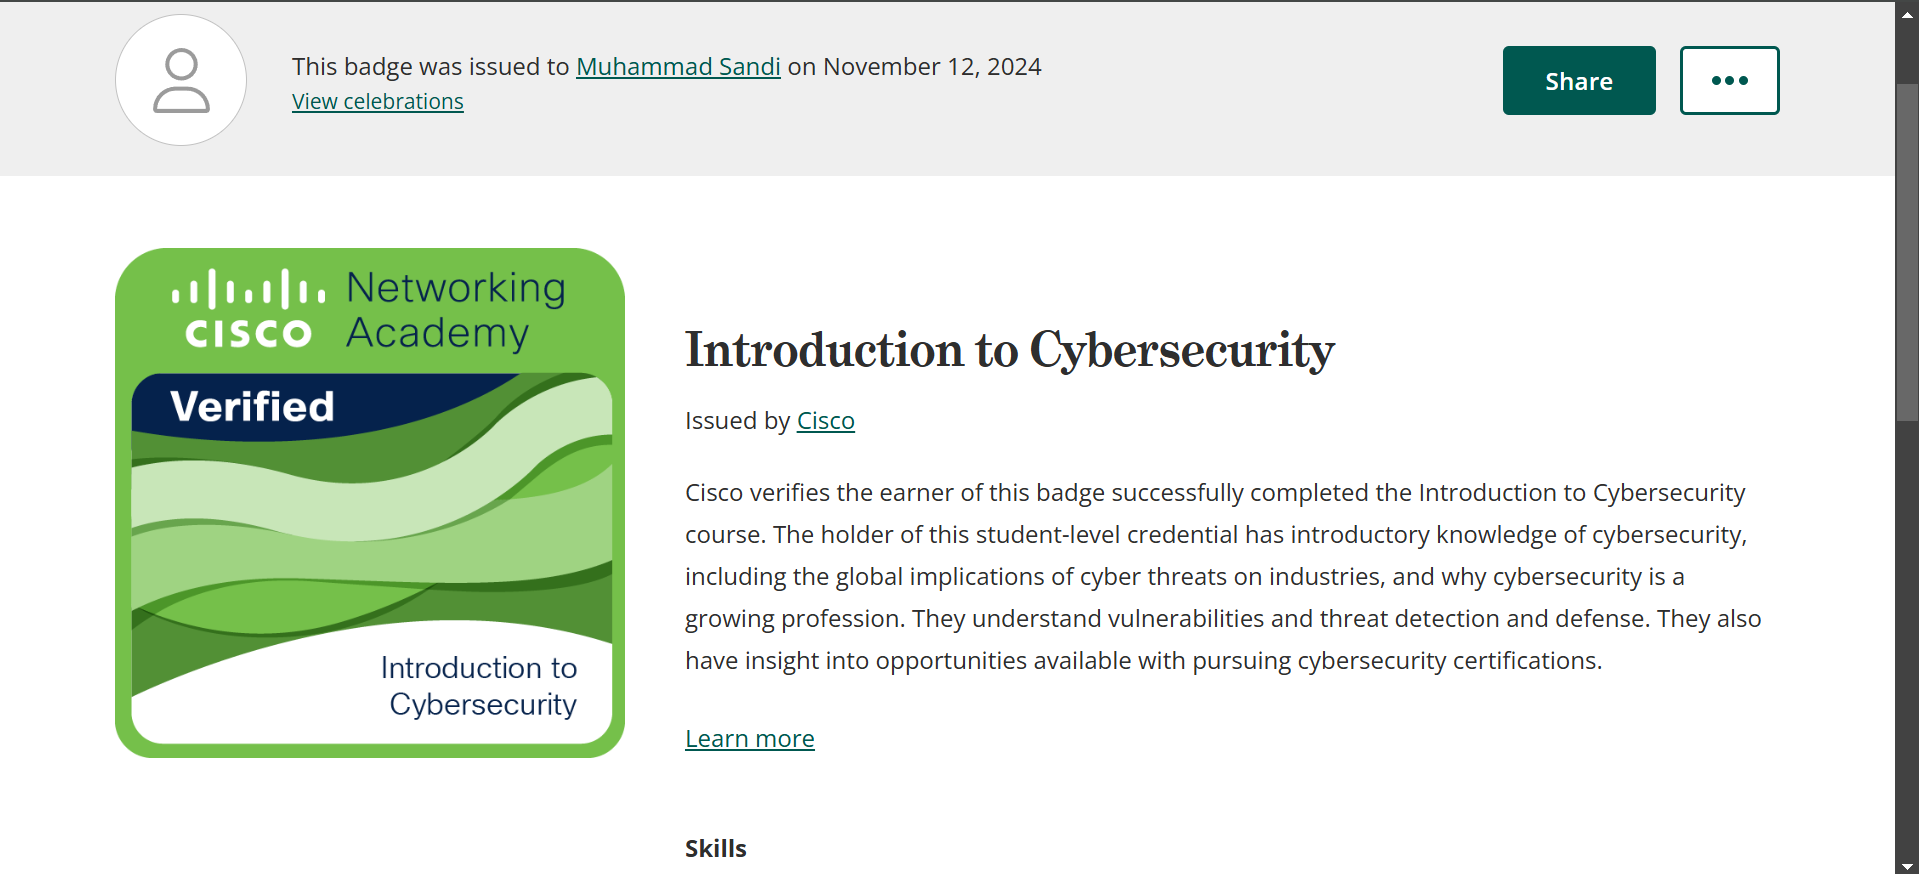 This badge was issued to Muhammad Sandi on November 12, 2024
View celebrations
Share
CISCO
Networking
Academy
Verified
Introduction to
Cybersecurity
Introduction to Cybersecurity
Issued by Cisco
Cisco verifies the earner of this badge successfully completed the Introduction to Cybersecurity
course. The holder of this student-level credential has introductory knowledge of cybersecurity,
including the global implications of cyber threats on industries, and why cybersecurity is a
growing profession. They understand vulnerabilities and threat detection and defense. They also
have insight into opportunities available with pursuing cybersecurity certifications.
Learn more
Skills